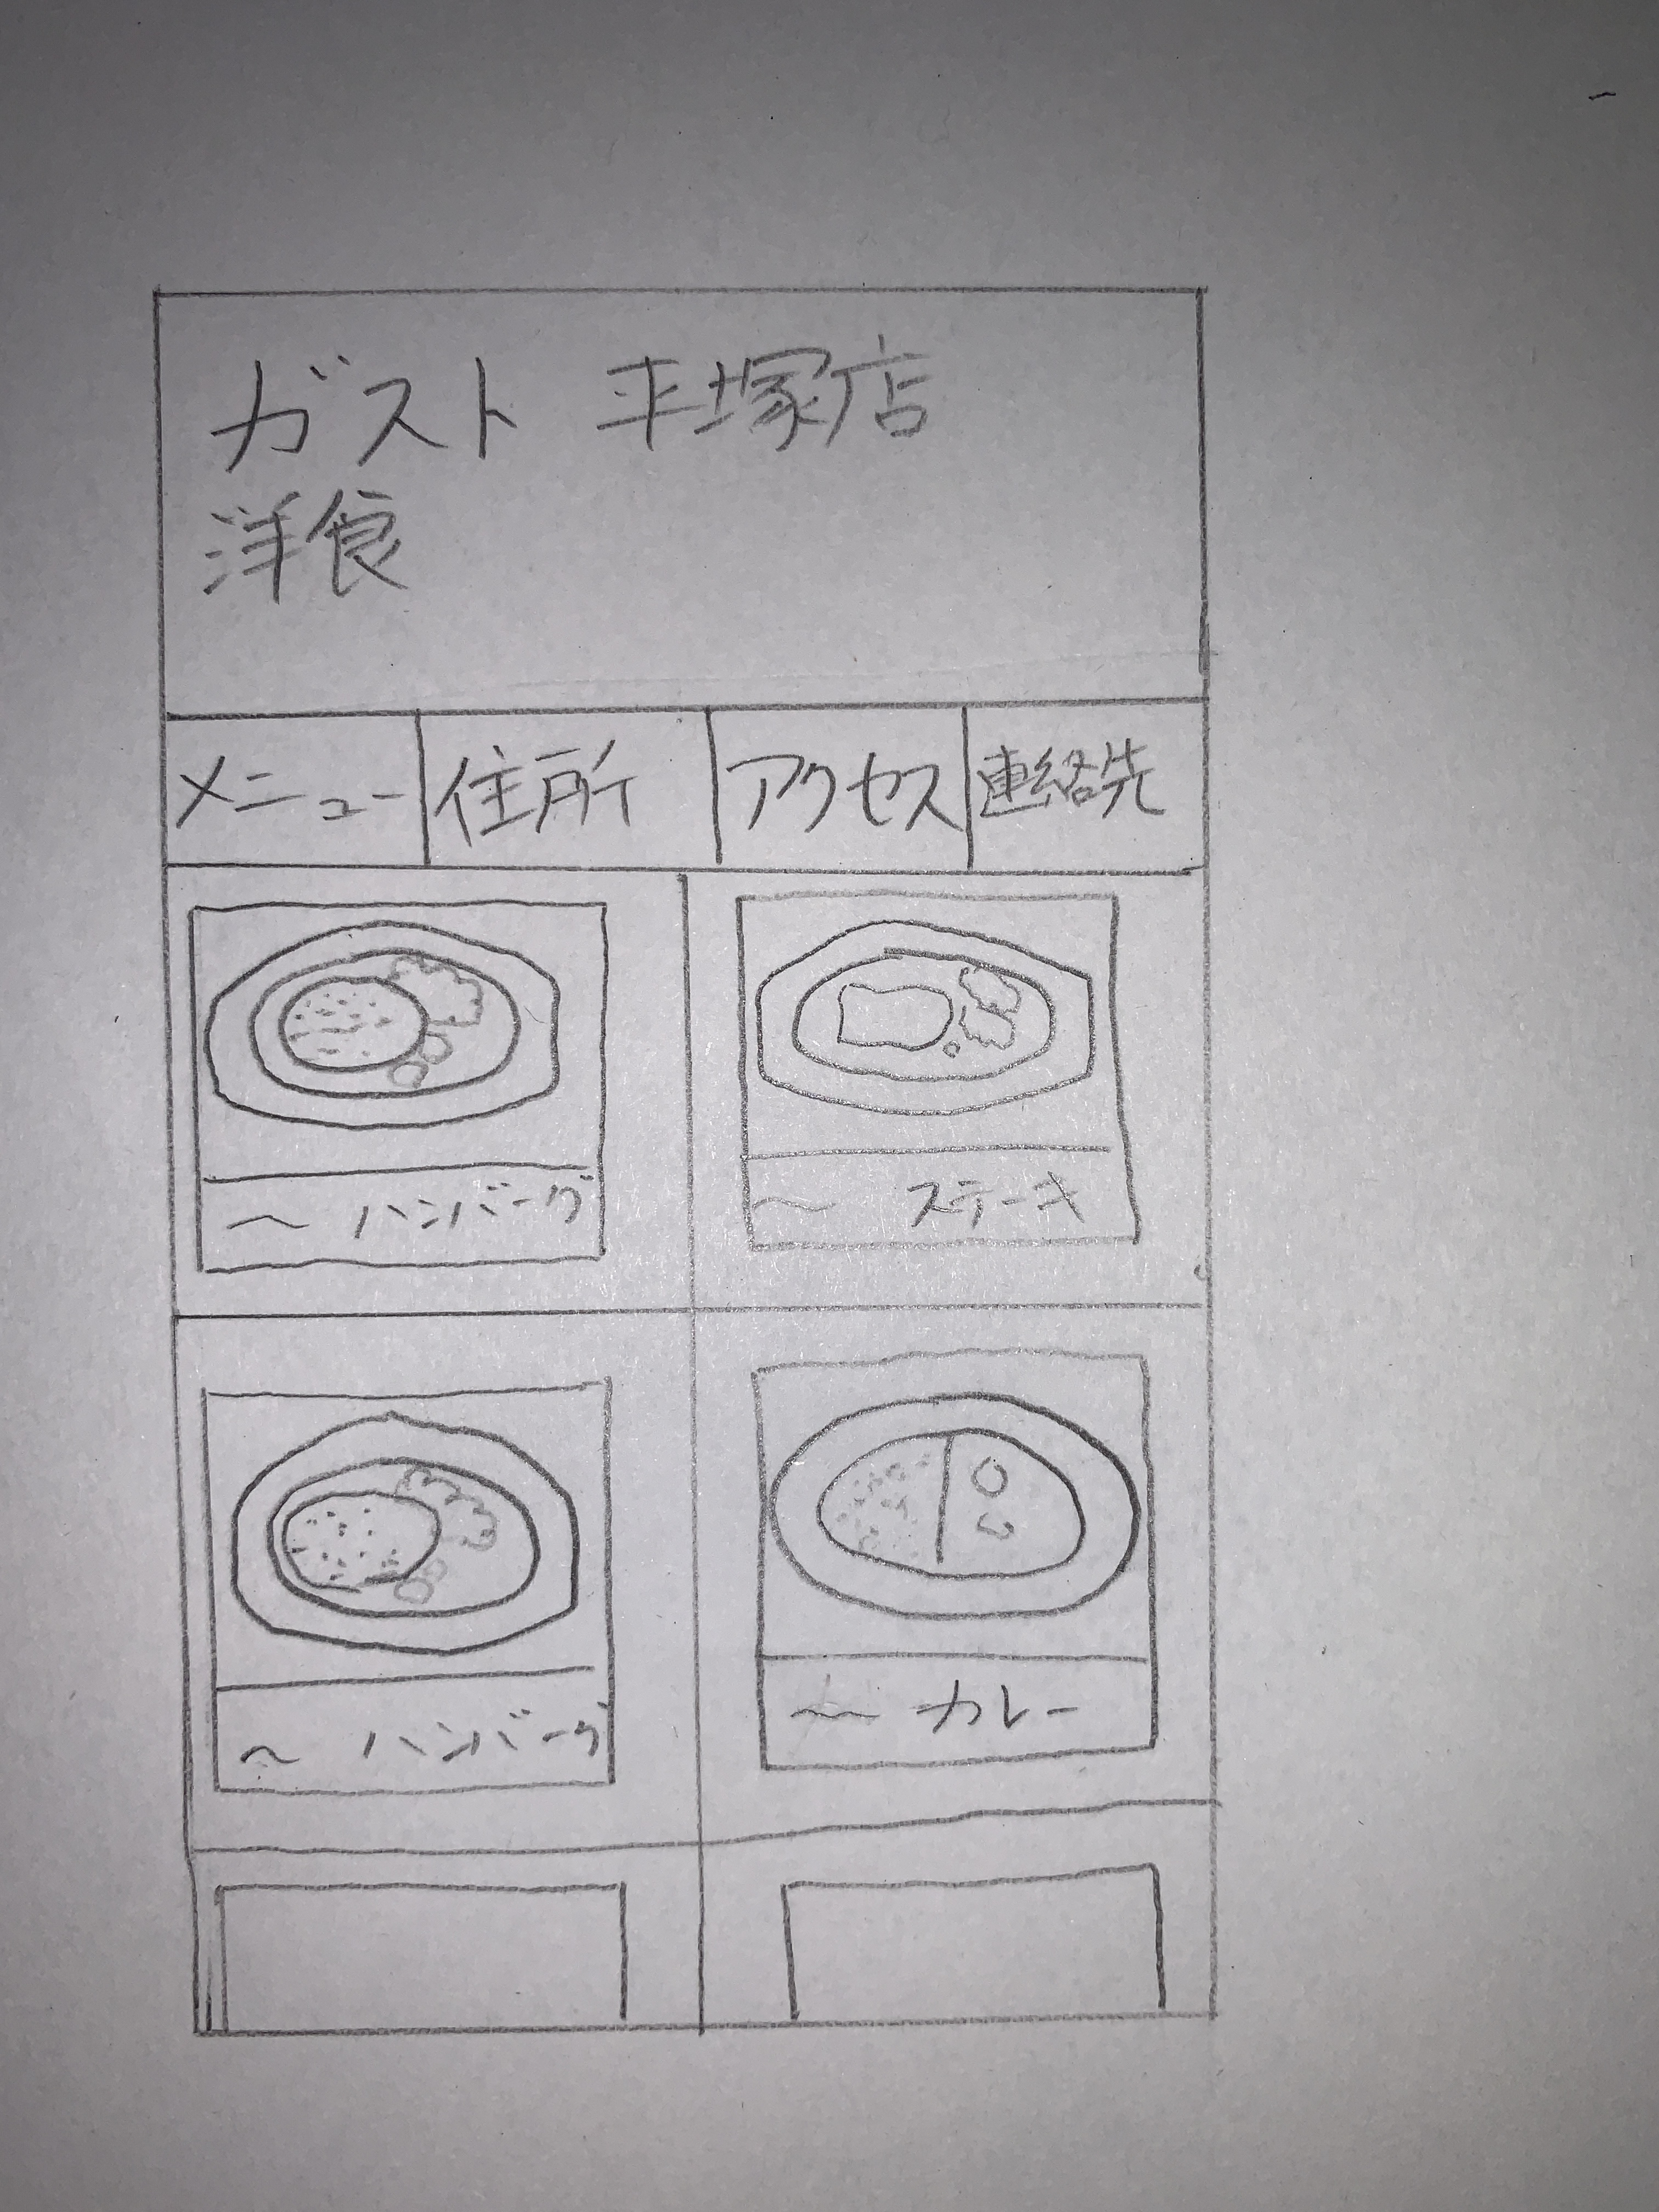 ガスト 平塚店
洋食
メニュー 住所 アクセス 連絡先
〜 ハンバーグ
〜 ステーキ
〜 ハンバーグ
〜 カレー